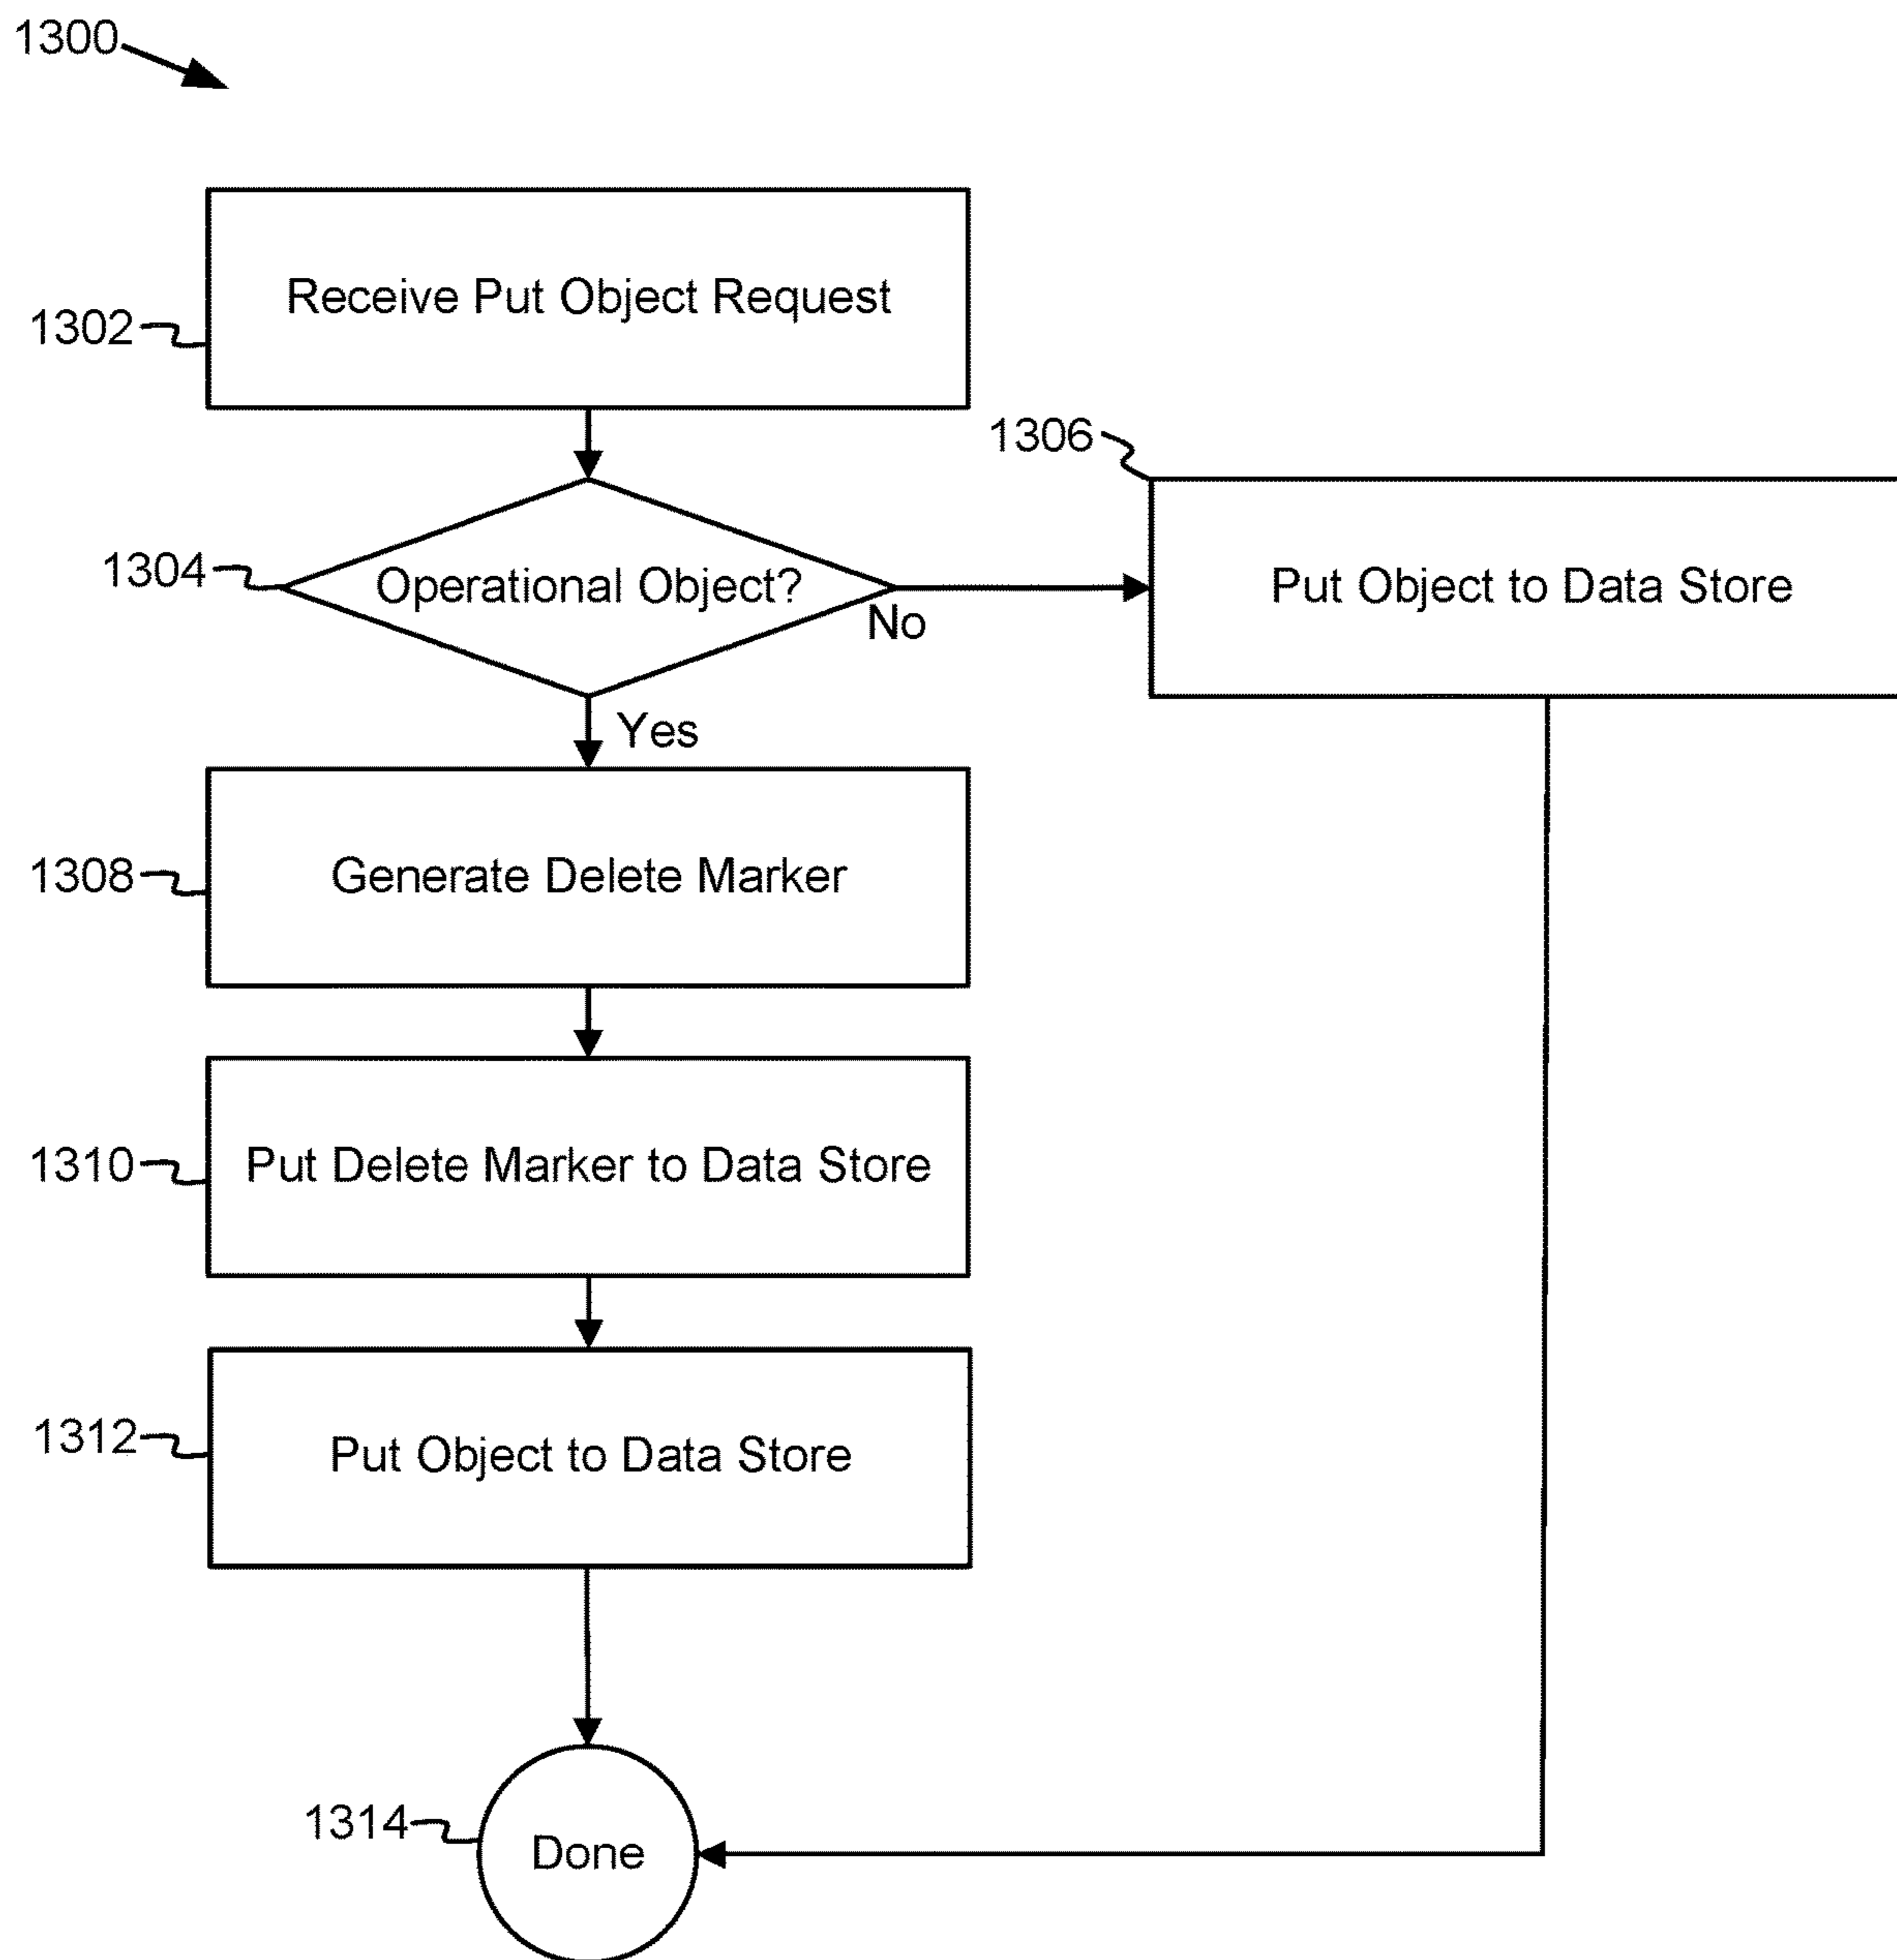 1300
Receive Put Object Request
1302
1306
1304
Operational Object?
Put Object to Data Store
No
Yes
1308
Generate Delete Marker
1310
Put Delete Marker to Data Store
1312
Put Object to Data Store
1314
Done